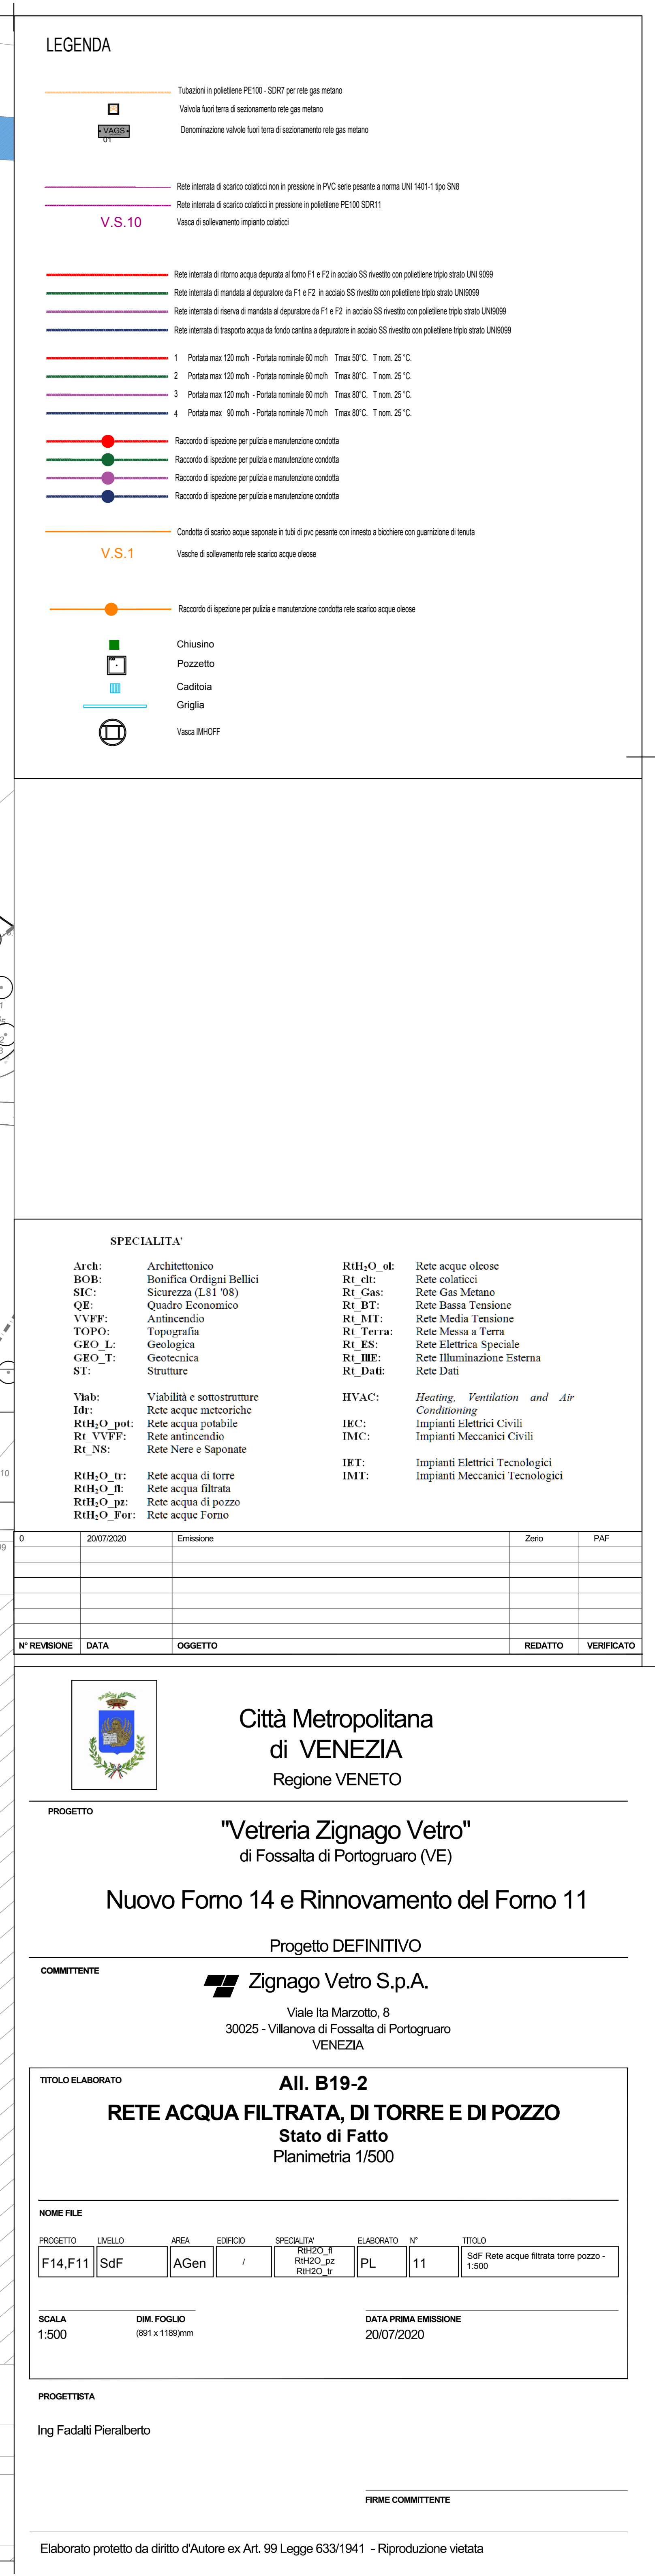 LEGENDA
Tubazioni in polietilene PE100 - SDR7 per rete gas metano
Valvola fuori terra di sezionamento rete gas metano
VAGS
01
Denominazione valvole fuori terra di sezionamento rete gas metano
Rete interrata di scarico colaticci non in pressione in PVC serie pesante a norma UNI 1401-1 tipo SN8
Rete interrata di scarico colaticci in pressione in polietilene PE100 SDR11
V.S.10 Vasca di sollevamento impianto colaticci
Rete interrata di ritorno acqua depurata al forno F1 e F2 in acciaio SS rivestito con polietilene triplo strato UNI 9099
Rete interrata di mandata al depuratore da F1 e F2 in acciaio SS rivestito con polietilene triplo strato UNI9099
Rete interrata di riserva di mandata al depuratore da F1 e F2 in acciaio SS rivestito con polietilene triplo strato UNI9099
Rete interrata di trasporto acqua da fondo cantina a depuratore in acciaio SS rivestito con polietilene triplo strato UNI9099
1 Portata max 120 mc/h - Portata nominale 60 mc/h Tmax 50°C. T nom. 25 °C.
2 Portata max 120 mc/h - Portata nominale 60 mc/h Tmax 80°C. T nom. 25 °C.
3 Portata max 120 mc/h - Portata nominale 60 mc/h Tmax 80°C. T nom. 25 °C.
4 Portata max 90 mc/h - Portata nominale 70 mc/h Tmax 80°C. T nom. 25 °C.
Raccordo di ispezione per pulizia e manutenzione condotta
Raccordo di ispezione per pulizia e manutenzione condotta
Raccordo di ispezione per pulizia e manutenzione condotta
Raccordo di ispezione per pulizia e manutenzione condotta
Condotta di scarico acque saponate in tubi di pvc pesante con innesto a bicchiere con guarnizione di tenuta
V.S.1 Vasche di sollevamento rete scarico acque oleose
Raccordo di ispezione per pulizia e manutenzione condotta rete scarico acque oleose
Chiusino
Pozzetto
Caditoia
Griglia
Vasca IMHOFF
SPECIALITA'
Arch: Architettonico
BOB: Bonifica Ordigni Bellici
SIC: Sicurezza (L81 '08)
QE: Quadro Economico
VVFF: Antincendio
TOPO: Topografia
GEO_L: Geologica
GEO_T: Geotecnica
ST: Strutture
Viab: Viabilità e sottostrutture
Idr: Rete acque meteoriche
RtH2O_pot: Rete acqua potabile
Rt_VVFF: Rete antincendio
Rt_NS: Rete Nere e Saponate
RtH2O_tr: Rete acqua di torre
RtH2O_fl: Rete acqua filtrata
RtH2O_pz: Rete acqua di pozzo
RtH2O_For: Rete acque Forno
RtH2O_ol: Rete acque oleose
Rt_clt: Rete colaticci
Rt_Gas: Rete Gas Metano
Rt_BT: Rete Bassa Tensione
Rt_MT: Rete Media Tensione
Rt_Terra: Rete Messa a Terra
Rt_ES: Rete Elettrica Speciale
Rt_IllE: Rete Illuminazione Esterna
Rt_Dati: Rete Dati
HVAC: Heating, Ventilation and Air
Conditioning
IEC: Impianti Elettrici Civili
IMC: Impianti Meccanici Civili
IET: Impianti Elettrici Tecnologici
IMT: Impianti Meccanici Tecnologici
0 20/07/2020 Emissione Zerio PAF
N° REVISIONE DATA OGGETTO REDATTO VERIFICATO
Città Metropolitana
di VENEZIA
Regione VENETO
PROGETTO
"Vetreria Zignago Vetro"
di Fossalta di Portogruaro (VE)
Nuovo Forno 14 e Rinnovamento del Forno 11
Progetto DEFINITIVO
COMMITTENTE
Zignago Vetro S.p.A.
Viale Ita Marzotto, 8
30025 - Villanova di Fossalta di Portogruaro
VENEZIA
TITOLO ELABORATO
All. B19-2
RETE ACQUA FILTRATA, DI TORRE E DI POZZO
Stato di Fatto
Planimetria 1/500
NOME FILE
PROGETTO LIVELLO AREA EDIFICIO SPECIALITA' ELABORATO N° TITOLO
F14,F11 SdF AGen / RtH2O_fl
RtH2O_pz
RtH2O_tr
PL 11 SdF Rete acque filtrata torre pozzo -
1:500
SCALA DIM. FOGLIO DATA PRIMA EMISSIONE
1:500 (891 x 1189)mm 20/07/2020
PROGETTISTA
Ing Fadalti Pieralberto
FIRME COMMITTENTE
Elaborato protetto da diritto d'Autore ex Art. 99 Legge 633/1941 - Riproduzione vietata